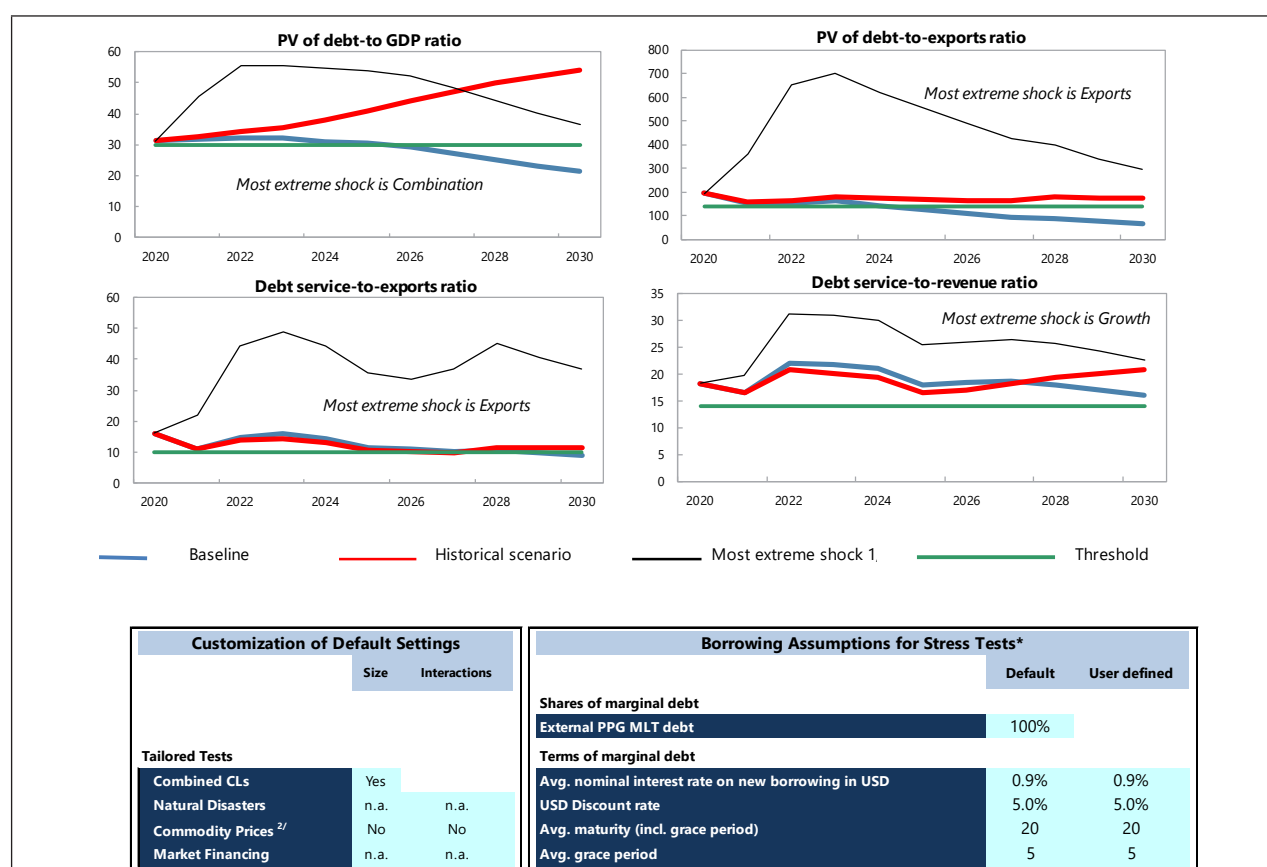 PV of debt-to GDP ratio
60
50
40
30
20
10
0
Most extreme shock is Combination
2020 2022 2024 2026 2028 2030
PV of debt-to-exports ratio
800
700
600
500
400
300
200
100
0
Most extreme shock is Exports
2020 2022 2024 2026 2028 2030
Debt service-to-exports ratio
60
50
40
30
20
10
0
Most extreme shock is Exports
2020 2022 2024 2026 2028 2030
Debt service-to-revenue ratio
35
30
25
20
15
10
5
0
Most extreme shock is Growth
2020 2022 2024 2026 2028 2030
Baseline Historical scenario Most extreme shock 1/ Threshold
Customization of Default Settings
Size Interactions
Tailored Tests
Combined CLs Yes
Natural Disasters n.a. n.a.
Commodity Prices 2/ No No
Market Financing n.a. n.a.
Borrowing Assumptions for Stress Tests*
Default User defined
Shares of marginal debt
External PPG MLT debt 100%
Terms of marginal debt
Avg. nominal interest rate on new borrowing in USD 0.9% 0.9%
USD Discount rate 5.0% 5.0%
Avg. maturity (incl. grace period) 20 20
Avg. grace period 5 5